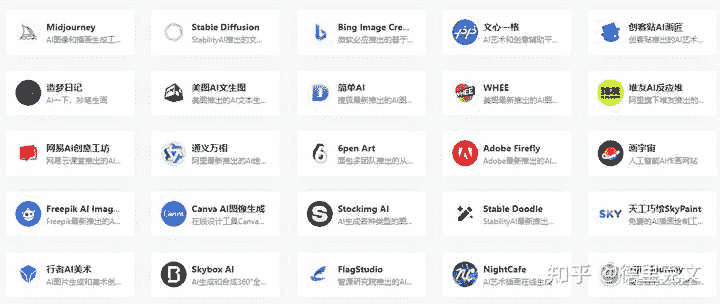 Midjourney
AI图像和插画生成工...
Stable Diffusion
StabilityAI推出的文...
Bing Image Cre...
微软必应推出的基于...
文心一格
AI艺术和创意辅助平...
创客贴AI画匠
创客贴推出的AI艺术...
造梦日记
AI一下，妙笔生画
美图AI文生图
美图推出的AI文本生...
简单AI
搜狐最新推出的AI图...
WHEE
美图最新推出的AI图...
堆友AI反应堆
阿里旗下堆友推出的...
网易AI创意工坊
网易云课堂推出的AI...
通义万相
阿里最新推出的AI绘...
6pen Art
面包多团队推出的从...
Adobe Firefly
Adobe最新推出的AI...
画宇宙
人工智能AI作画网站
Freepik AI Imag...
Freepik最新推出的A...
Canva AI图像生成
在线设计工具Canva...
Stockimg AI
AI生成各种类型的图...
Stable Doodle
StabilityAI最新推出...
天工巧绘SkyPaint
免费的AI插画绘制工...
行者AI美术
AI图片生成和美术创...
Skybox AI
AI生成和合成360°全...
FlagStudio
智源研究院推出的AI...
NightCafe
AI艺术插画在线生成
知乎